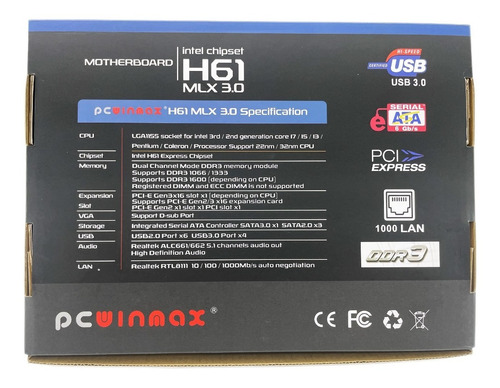 MOTHERBOARD
intel chipset
H61
MLX 3.0
HI-SPEED
CERTIFIED
USB
USB 3.0
PCWINMAX® H61 MLX 3.0 Specification
CPU LGA1155 socket for Intel 3rd / 2nd generation core i7 / i5 / i3 /
Pentium / Coleron / Processor Support 22nm / 32nm CPU
Chipset Intel H61 Express Chipset
Memory Dual Channel Mode DDR3 memory module
Supports DDR3 1066 / 1333
Supports DDR3 1600 [depending on CPU]
Registered DIMM and ECC DIMM is not supported
Expansion PCI-E Gen3x16 slot x1 [depending on CPU]
Slot Supports PCI-E Gen2/3 x16 expansion card
PCI-E Gen2 x1 slot x1 PCI slot x1
VGA Support D-sub Port
Storage Integrated Serial ATA Controller SATA3.0 x1 SATA2.0 x3
USB USB2.0 Port x6 USB3.0 Port x4
Audio Realtek ALC661/662 5.1 channels audio out
High Definition Audio
LAN Realtek RTL8111 10 / 100 / 1000Mb/s auto negotiation
SERIAL
e ATA
6 Gb/s
PCI
EXPRESS
1000 LAN
DDR3
PCWINMAX®
CE FC